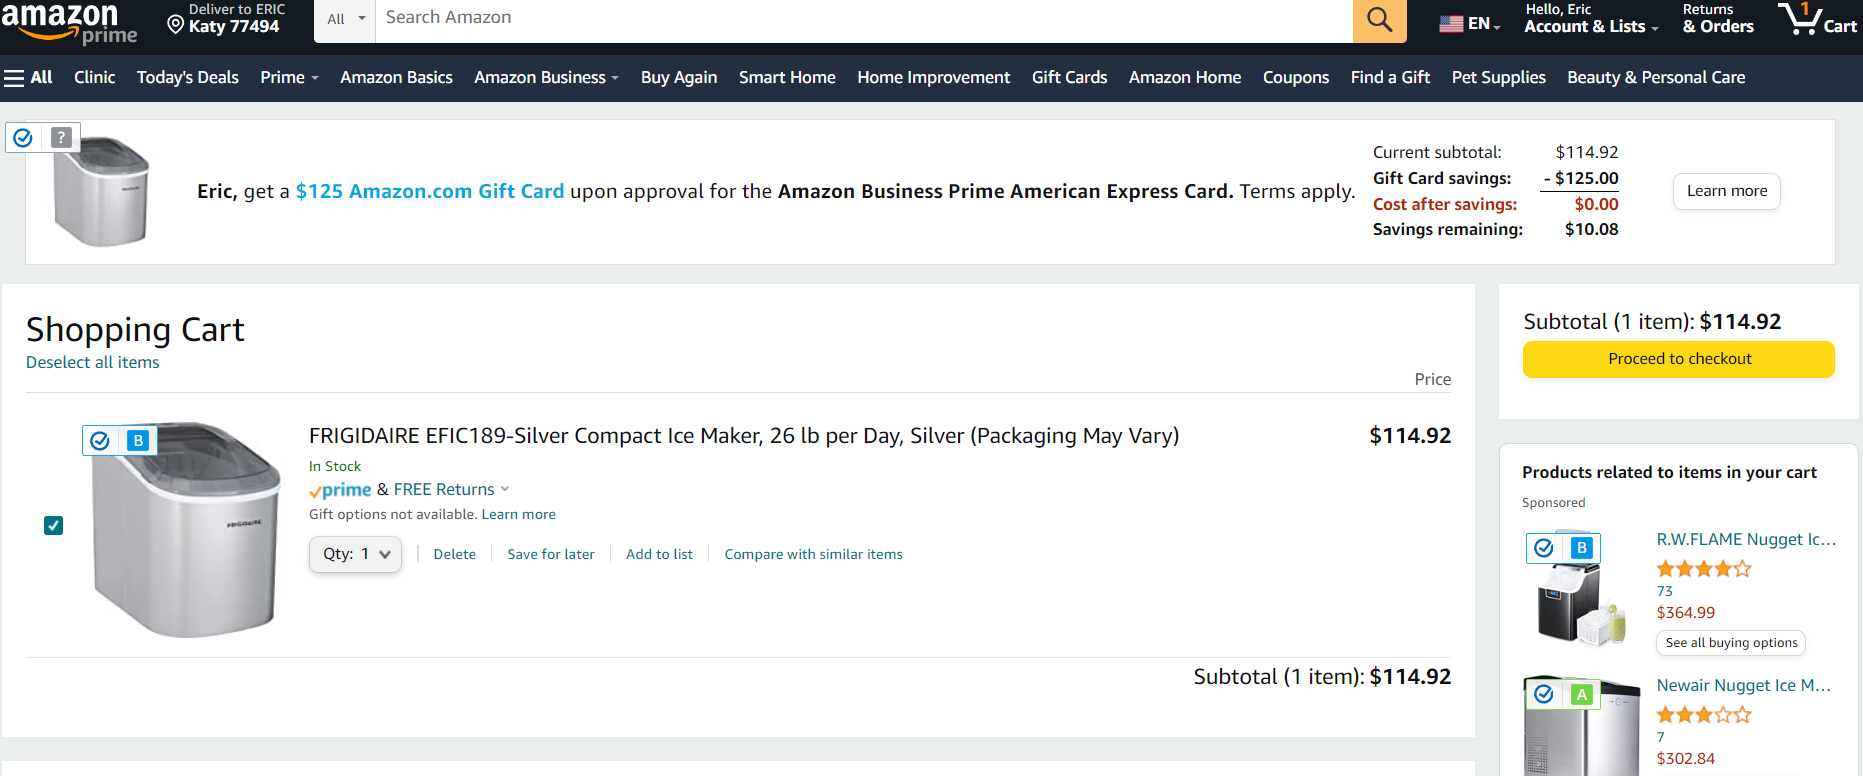 amazon
prime
Deliver to ERIC
Katy 77494
All
Search Amazon
EN
Hello, Eric
Account & Lists
Returns
& Orders
1
Cart
All
Clinic
Today's Deals
Prime
Amazon Basics
Amazon Business
Buy Again
Smart Home
Home Improvement
Gift Cards
Amazon Home
Coupons
Find a Gift
Pet Supplies
Beauty & Personal Care
?
Eric, get a $125 Amazon.com Gift Card upon approval for the Amazon Business Prime American Express Card. Terms apply.
Current subtotal: $114.92
Gift Card savings: - $125.00
Cost after savings: $0.00
Savings remaining: $10.08
Learn more
Shopping Cart
Deselect all items
Price
B
FRIGIDAIRE
FRIGIDAIRE EFIC189-Silver Compact Ice Maker, 26 lb per Day, Silver (Packaging May Vary)
$114.92
In Stock
prime & FREE Returns
Gift options not available. Learn more
Qty: 1
Delete
Save for later
Add to list
Compare with similar items
Subtotal (1 item): $114.92
Subtotal (1 item): $114.92
Proceed to checkout
Products related to items in your cart
Sponsored
B
R.W.FLAME Nugget Ic...
73
$364.99
See all buying options
A
Newair Nugget Ice M...
7
$302.84